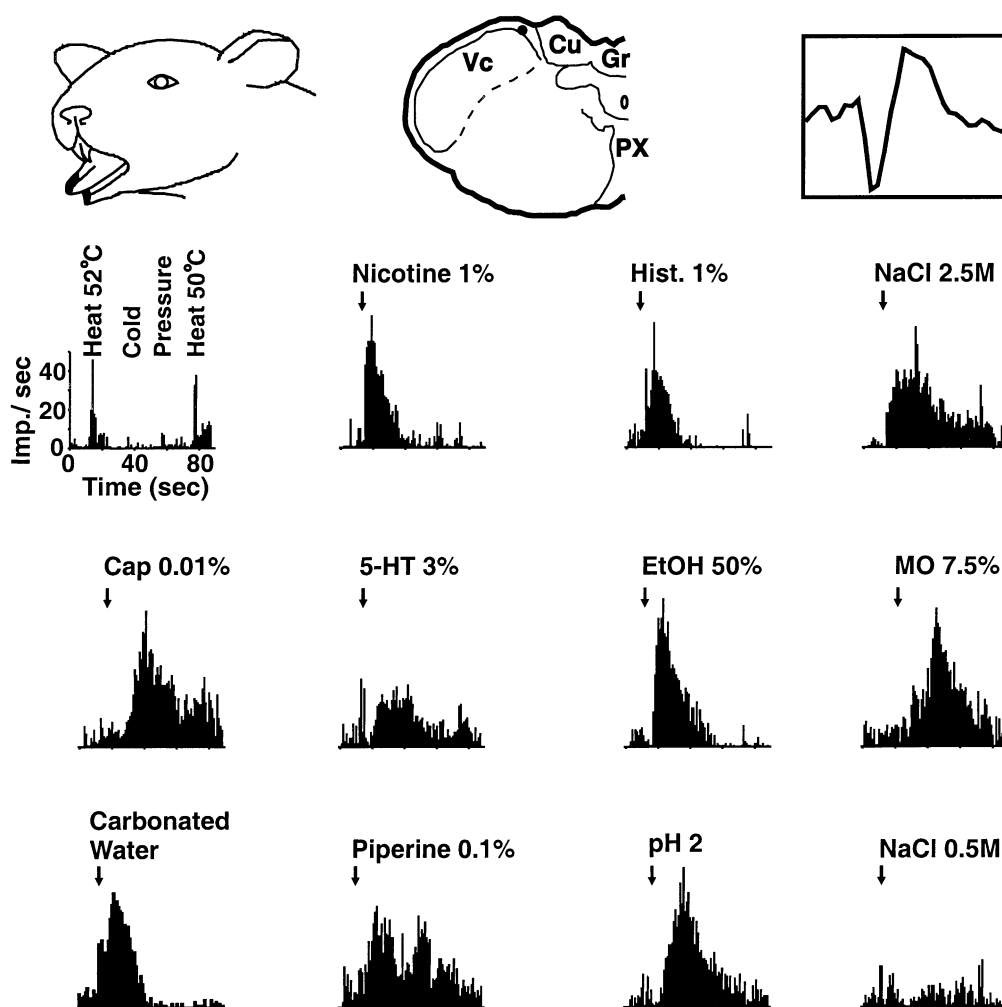 Vc
Cu
Gr
0
PX
Heat 52°C
Cold
Pressure
Heat 50°C
Imp./ sec
40
20
0
0 40 80
Time (sec)
Nicotine 1%
Hist. 1%
NaCl 2.5M
Cap 0.01%
5-HT 3%
EtOH 50%
MO 7.5%
Carbonated
Water
Piperine 0.1%
pH 2
NaCl 0.5M